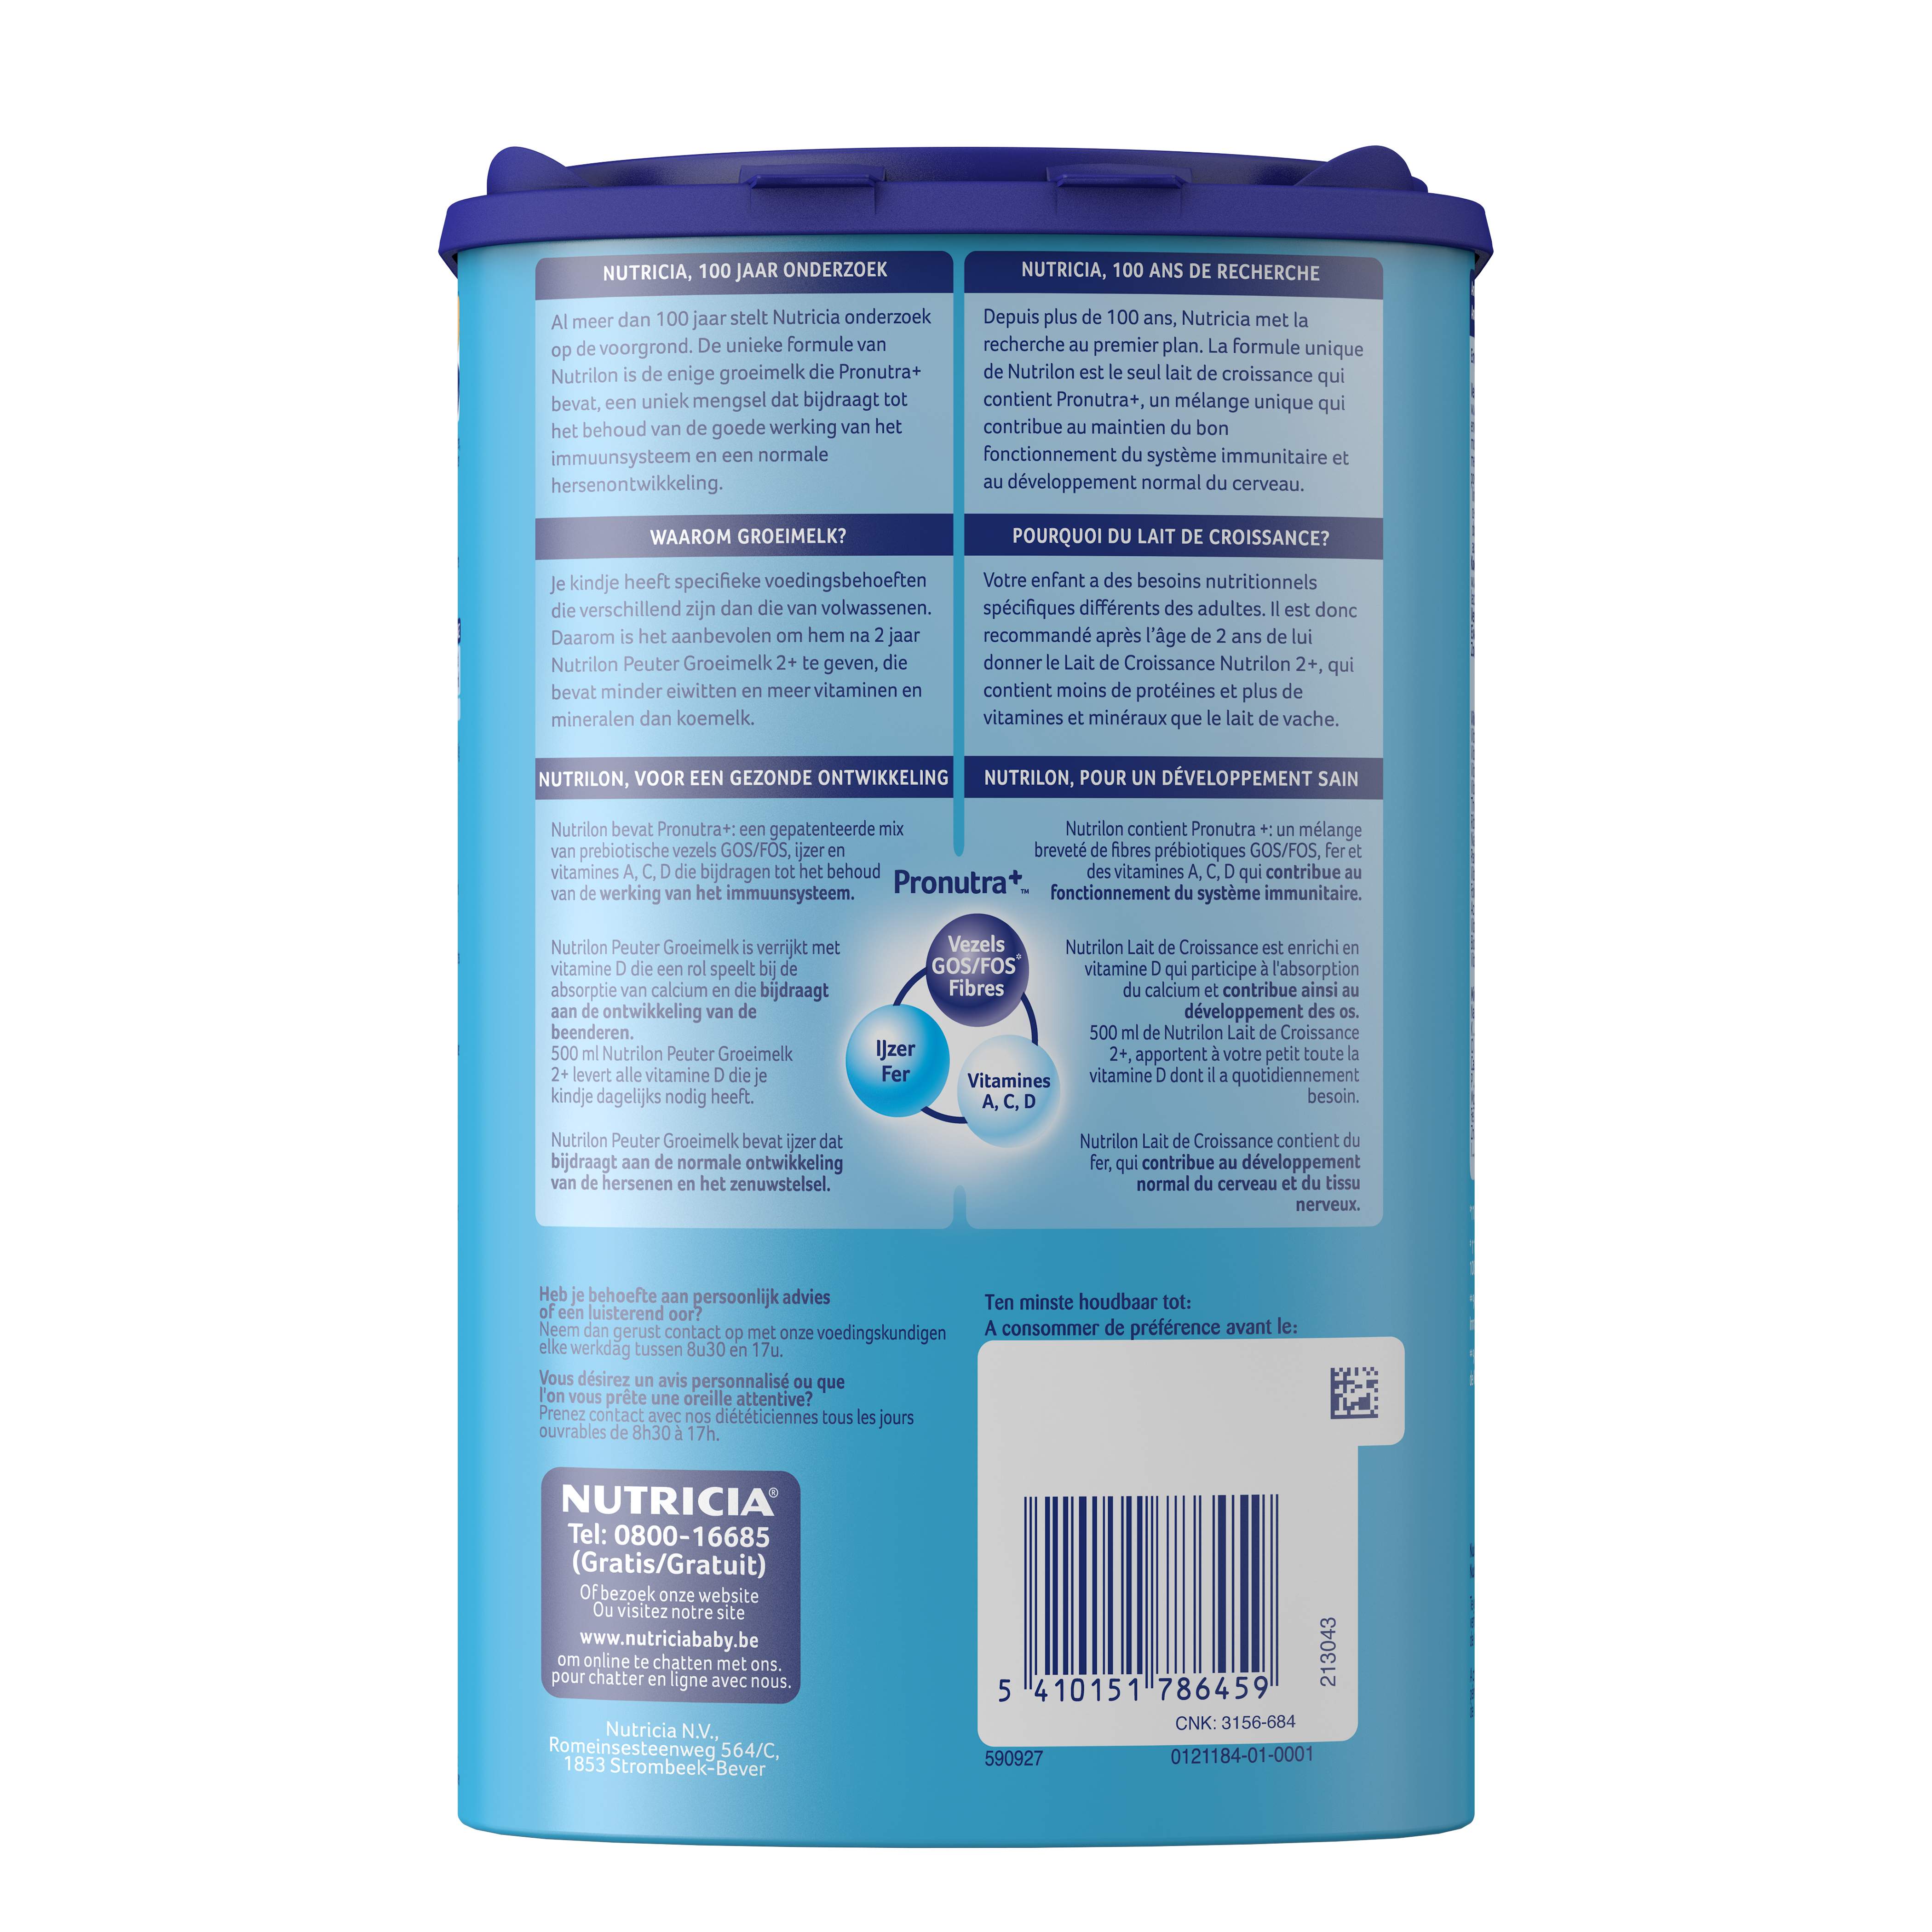 NUTRICIA, 100 JAAR ONDERZOEK
Al meer dan 100 jaar stelt Nutricia onderzoek
op de voorgrond. De unieke formule van
Nutrilon is de enige groeimelk die Pronutra+
bevat, een uniek mengsel dat bijdraagt tot
het behoud van de goede werking van het
immuunsysteem en een normale
hersenontwikkeling.
WAAROM GROEIMELK?
Je kindje heeft specifieke voedingsbehoeften
die verschillend zijn dan die van volwassenen.
Daarom is het aanbevolen om hem na 2 jaar
Nutrilon Peuter Groeimelk 2+ te geven, die
bevat minder eiwitten en meer vitaminen en
mineralen dan koemelk.
NUTRILON, VOOR EEN GEZONDE ONTWIKKELING
Nutrilon bevat Pronutra+: een gepatenteerde mix
van prebiotische vezels GOS/FOS, ijzer en
vitamines A, C, D die bijdragen tot het behoud
van de werking van het immuunsysteem.
Nutrilon Peuter Groeimelk is verrijkt met
vitamine D die een rol speelt bij de
absorptie van calcium en die bijdraagt
aan de ontwikkeling van de
beenderen.
500 ml Nutrilon Peuter Groeimelk
2+ levert alle vitamine D die je
kindje dagelijks nodig heeft.
Nutrilon Peuter Groeimelk bevat ijzer dat
bijdraagt aan de normale ontwikkeling
van de hersenen en het zenuwstelsel.
NUTRICIA, 100 ANS DE RECHERCHE
Depuis plus de 100 ans, Nutricia met la
recherche au premier plan. La formule unique
de Nutrilon est le seul lait de croissance qui
contient Pronutra+, un mélange unique qui
contribue au maintien du bon
fonctionnement du système immunitaire et
au développement normal du cerveau.
POURQUOI DU LAIT DE CROISSANCE?
Votre enfant a des besoins nutritionnels
spécifiques différents des adultes. Il est donc
recommandé après l'âge de 2 ans de lui
donner le Lait de Croissance Nutrilon 2+, qui
contient moins de protéines et plus de
vitamines et minéraux que le lait de vache.
NUTRILON, POUR UN DÉVELOPPEMENT SAIN
Nutrilon contient Pronutra +: un mélange
breveté de fibres prébiotiques GOS/FOS, fer et
des vitamines A, C, D qui contribue au
fonctionnement du système immunitaire.
Nutrilon Lait de Croissance est enrichi en
vitamine D qui participe à l'absorption
du calcium et contribue ainsi au
développement des os.
500 ml de Nutrilon Lait de Croissance
2+, apportent à votre petit toute la
vitamine D dont il a quotidiennement
besoin.
Nutrilon Lait de Croissance contient du
fer, qui contribue au développement
normal du cerveau et du tissu
nerveux.
Pronutra+™
Vezels
GOS/FOS*
Fibres
IJzer
Fer
Vitamines
A, C, D
Heb je behoefte aan persoonlijk advies
of een luisterend oor?
Neem dan gerust contact op met onze voedingskundigen
elke werkdag tussen 8u30 en 17u.
Vous désirez un avis personnalisé ou que
l'on vous prête une oreille attentive?
Prenez contact avec nos diététiciennes tous les jours
ouvrables de 8h30 à 17h.
NUTRICIA®
Tel: 0800-16685
(Gratis/Gratuit)
Of bezoek onze website
Ou visitez notre site
www.nutriciababy.be
om online te chatten met ons.
pour chatter en ligne avec nous.
Nutricia N.V.,
Romeinsesteenweg 564/C,
1853 Strombeek-Bever
Ten minste houdbaar tot:
A consommer de préférence avant le:
213043
5 410151 786459
CNK: 3156-684
590927 0121184-01-0001